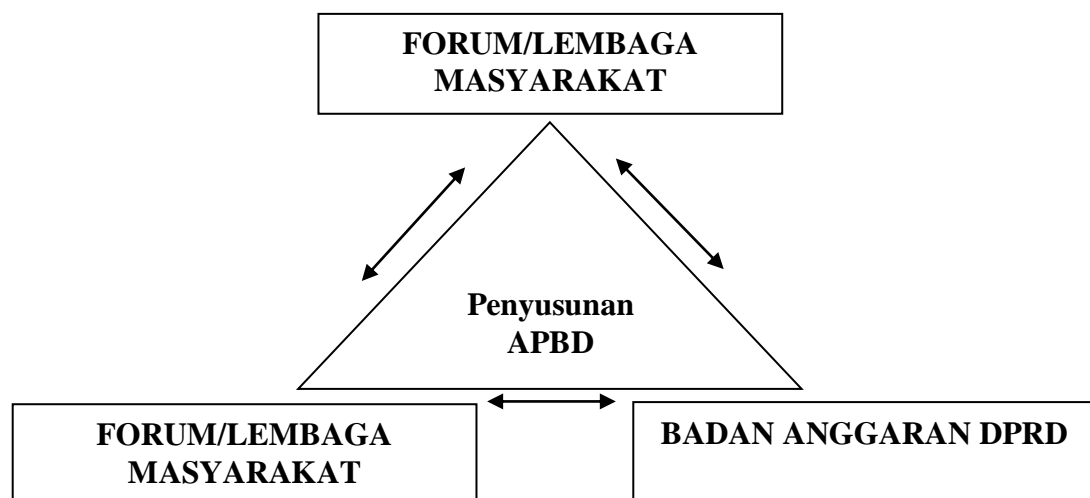 FORUM/LEMBAGA
MASYARAKAT
Penyusunan
APBD
FORUM/LEMBAGA
MASYARAKAT
BADAN ANGGARAN DPRD